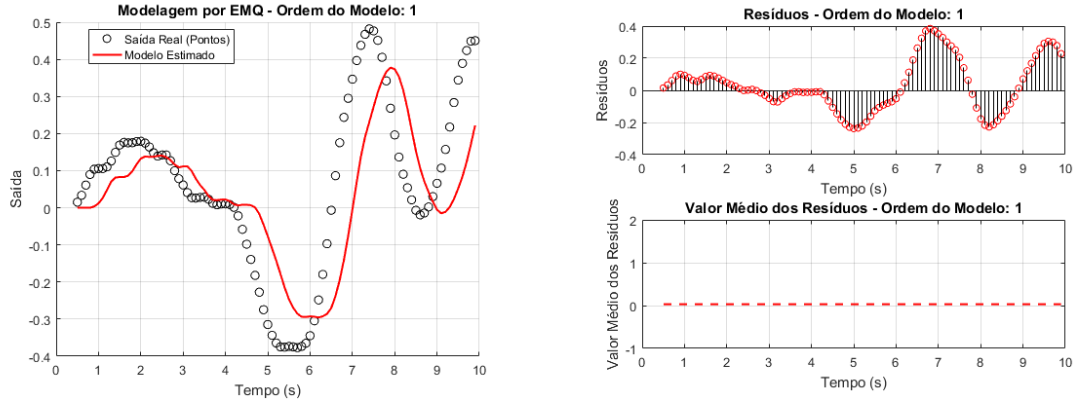 Modelagem por EMQ - Ordem do Modelo: 1
Saída Real (Pontos)
Modelo Estimado
0.5
0.4
0.3
0.2
0.1
0
-0.1
-0.2
-0.3
-0.4
Saída
0 1 2 3 4 5 6 7 8 9 10
Tempo (s)
Resíduos - Ordem do Modelo: 1
0.4
0.2
0
-0.2
-0.4
Resíduos
0 1 2 3 4 5 6 7 8 9 10
Tempo (s)
Valor Médio dos Resíduos - Ordem do Modelo: 1
2
1
0
-1
Valor Médio dos Resíduos
0 1 2 3 4 5 6 7 8 9 10
Tempo (s)